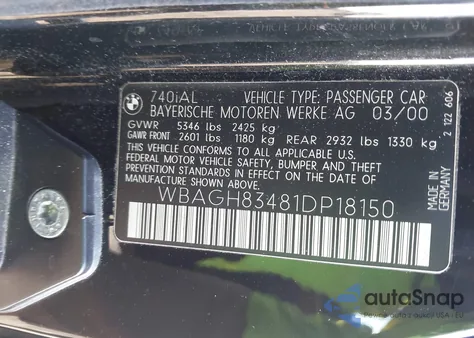 740iAL VEHICLE TYPE: PASSENGER CAR
BAYERISCHE MOTOREN WERKE AG 03/00
GVWR 5346 lbs 2425 kg
GAWR FRONT 2601 lbs 1180 kg REAR 2932 lbs 1330 kg
THIS VEHICLE CONFORMS TO ALL APPLICABLE U.S.
FEDERAL MOTOR VEHICLE SAFETY, BUMPER AND THEFT
PREVENTION STANDARDS IN EFFECT ON THE DATE
OF MANUFACTURE SHOWN ABOVE.
WBAGH83481DP18150
MADE IN
GERMANY
2 122 606
autoSnap